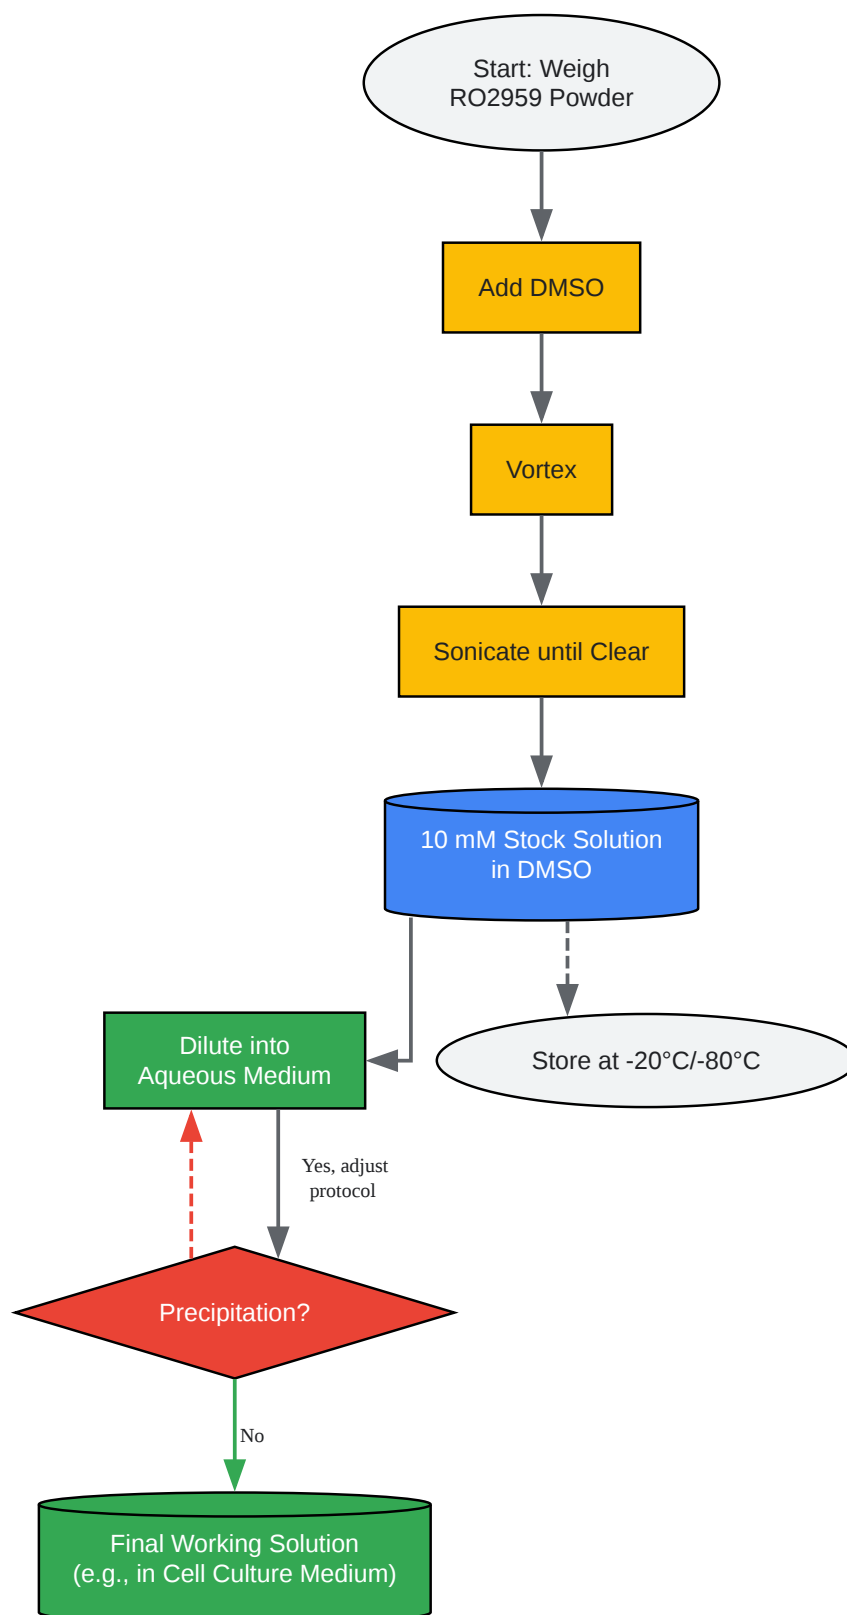 Start: Weigh
RO2959 Powder
Add DMSO
Vortex
Sonicate until Clear
10 mM Stock Solution
in DMSO
Dilute into
Aqueous Medium
Store at -20°C/-80°C
Yes, adjust
protocol
Precipitation?
No
Final Working Solution
(e.g., in Cell Culture Medium)